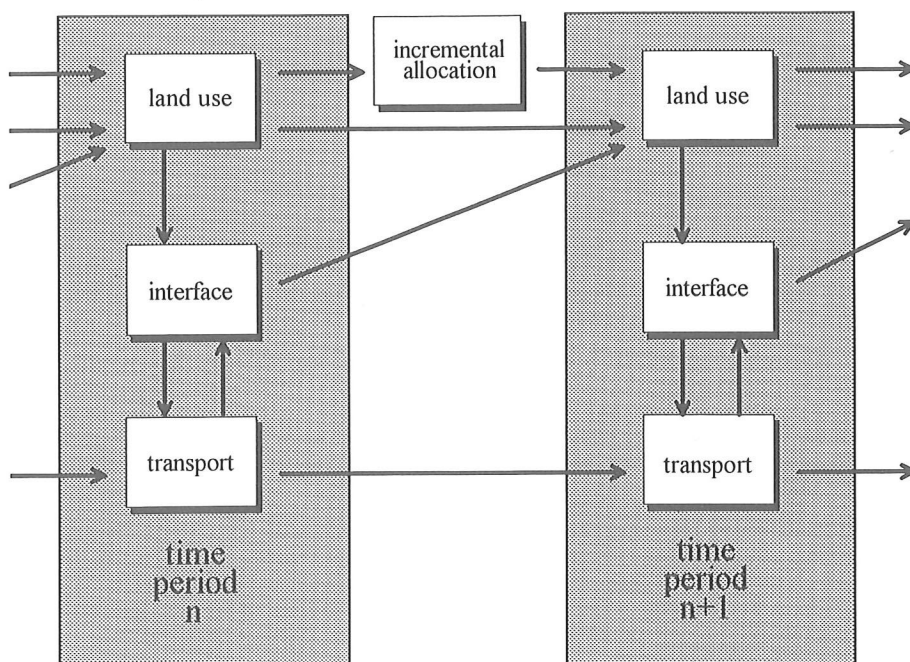 incremental
allocation
land use
interface
transport
time
period
n
land use
interface
transport
time
period
n+1